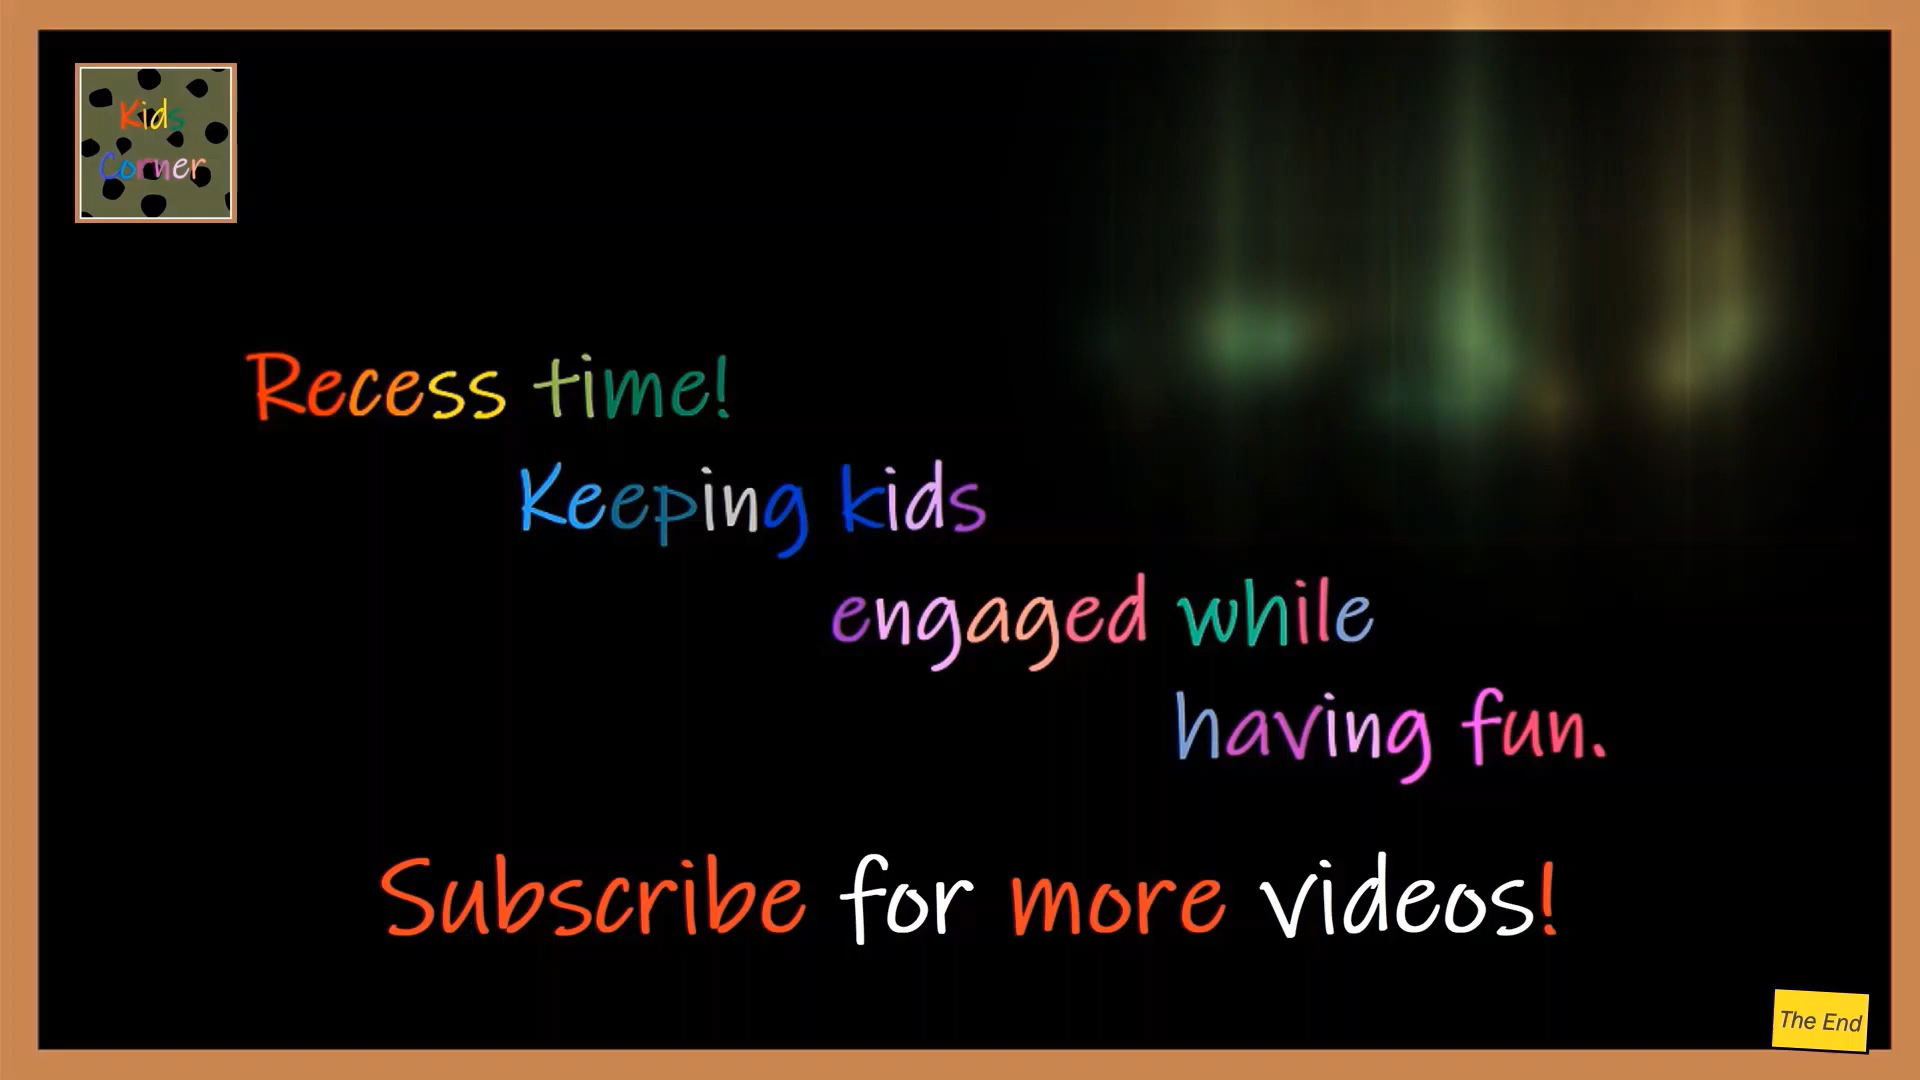 Kids
Corner
Recess time!
Keeping kids
engaged while
having fun.
Subscribe for more videos!
The End